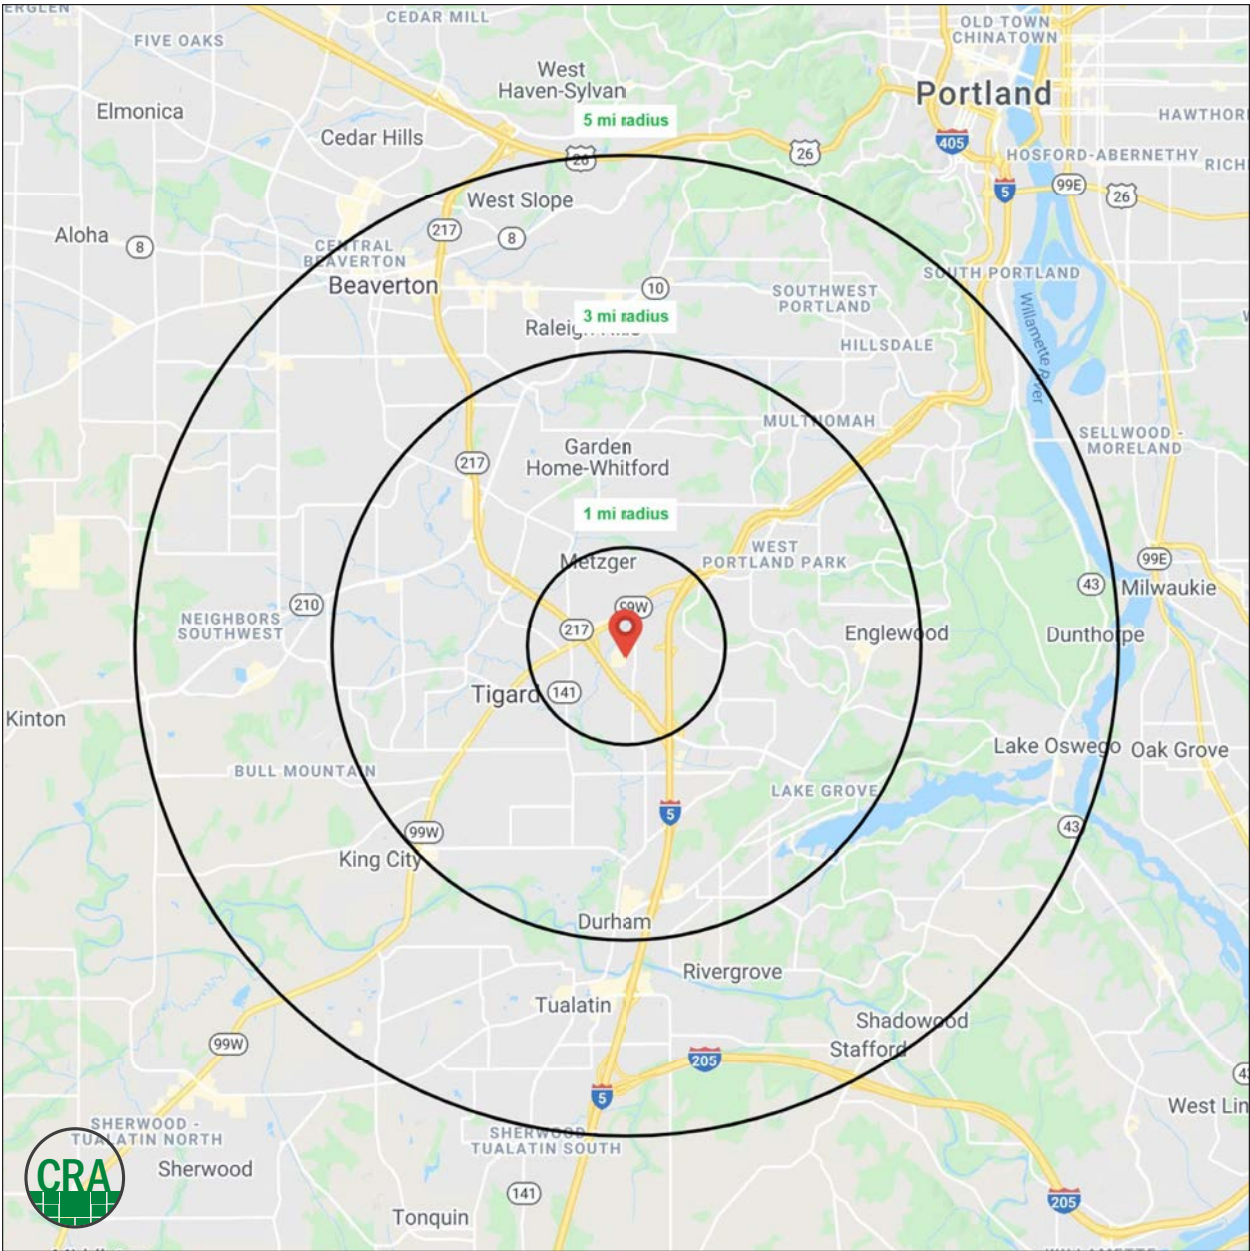 ERGLEN
CEDAR MILL
OLD TOWN
CHINATOWN
FIVE OAKS
West
Haven-Sylvan
Portland
Elmonica
5 mi radius
HAWTHOR
Cedar Hills
405
26
26
HOSFORD-ABERNETHY
RICH
5
99E
26
West Slope
217
8
Aloha
8
CENTRAL
BEAVERTON
Beaverton
10
SOUTH PORTLAND
SOUTHWEST
PORTLAND
3 mi radius
Willamette River
HILLSDALE
MULTNOMAH
SELLWOOD -
MORELAND
Garden
Home-Whitford
217
1 mi radius
Metzger
WEST
PORTLAND PARK
99E
43
Milwaukie
210
99W
NEIGHBORS
SOUTHWEST
217
Englewood
Dunthorpe
Tigard
141
Kinton
Lake Oswego
Oak Grove
BULL MOUNTAIN
LAKE GROVE
5
43
99W
King City
Durham
Rivergrove
Tualatin
Shadowood
Stafford
99W
205
43
5
West Lin
SHERWOOD -
TUALATIN NORTH
SHERWOOD
TUALATIN SOUTH
Sherwood
CRA
141
205
Tonquin